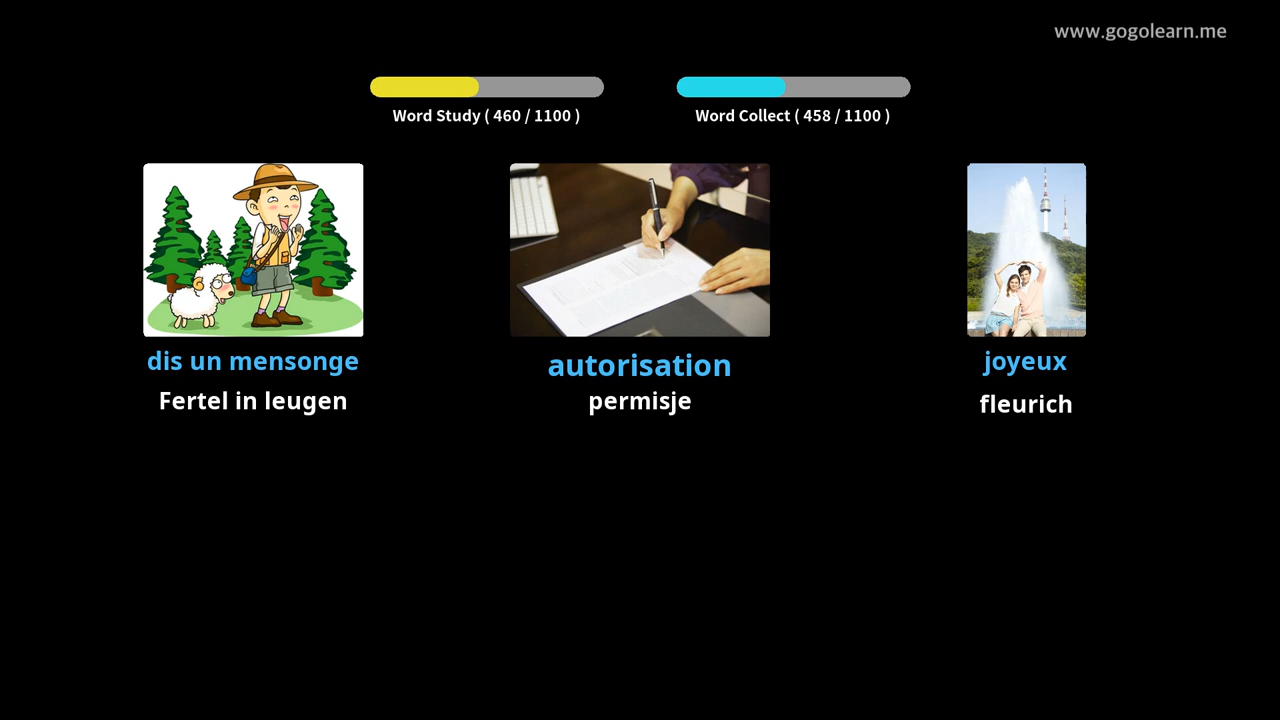 www.gogolearn.me
Word Study ( 460 / 1100 )
Word Collect ( 458 / 1100 )
dis un mensonge
Fertel in leugen
autorisation
permisje
joyeux
fleurich